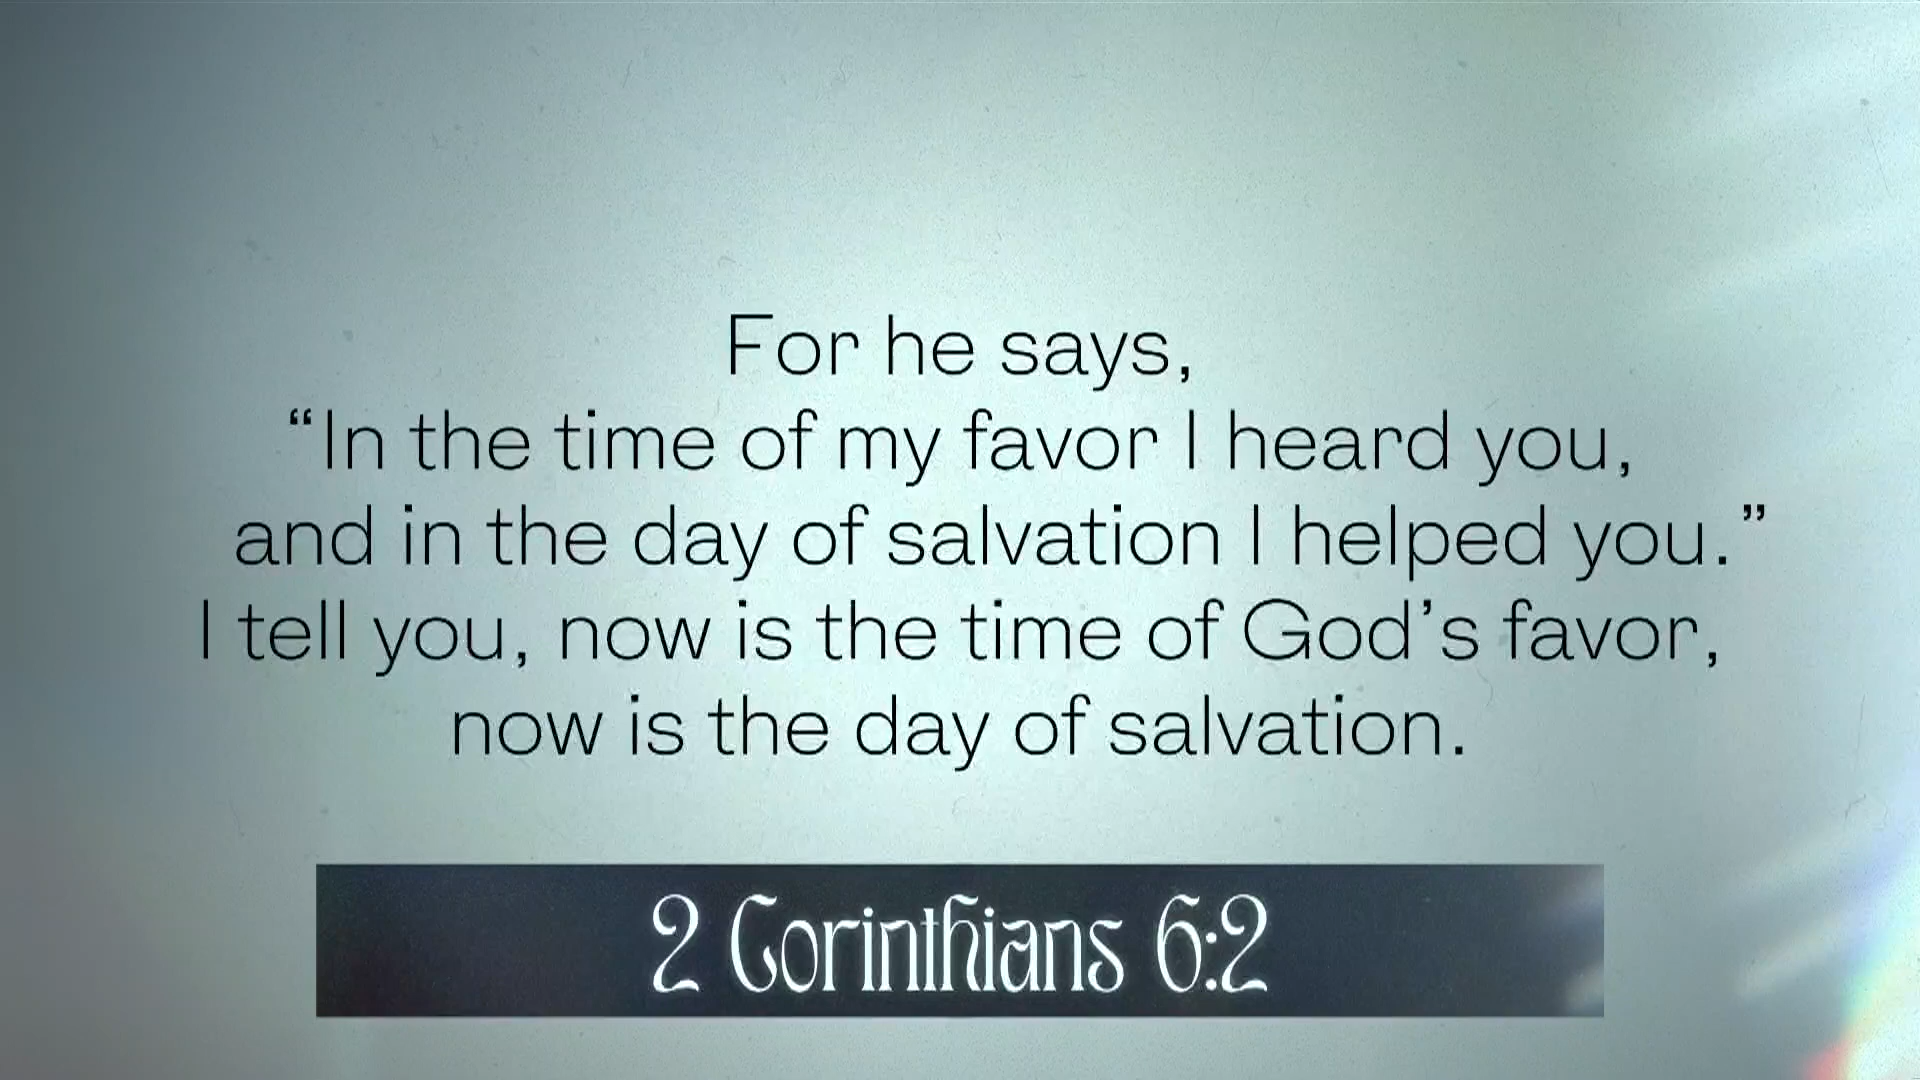 For he says,
“In the time of my favor I heard you,
and in the day of salvation I helped you.”
I tell you, now is the time of God’s favor,
now is the day of salvation.
2 Corinthians 6:2